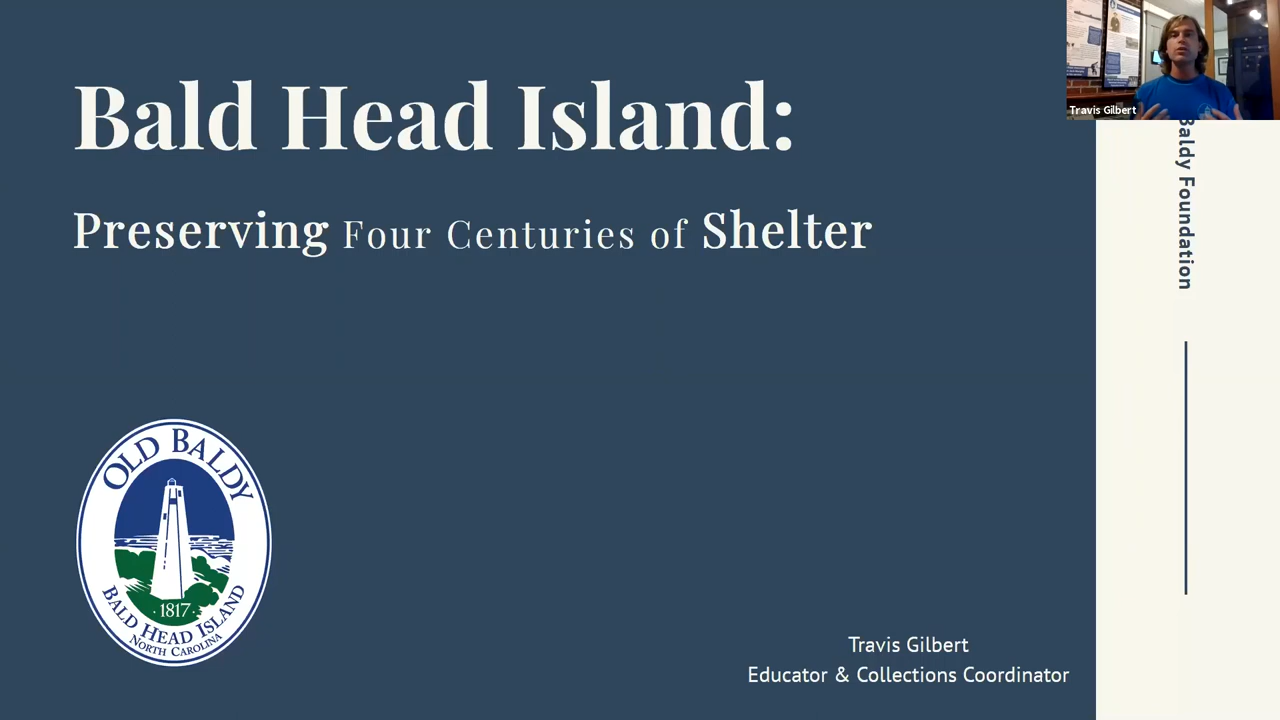 Bald Head Island:
Preserving Four Centuries of Shelter
Travis Gilbert
Baldy Foundation
OLD BALDY
· 1817 ·
BALD HEAD ISLAND
NORTH CAROLINA
Travis Gilbert
Educator & Collections Coordinator